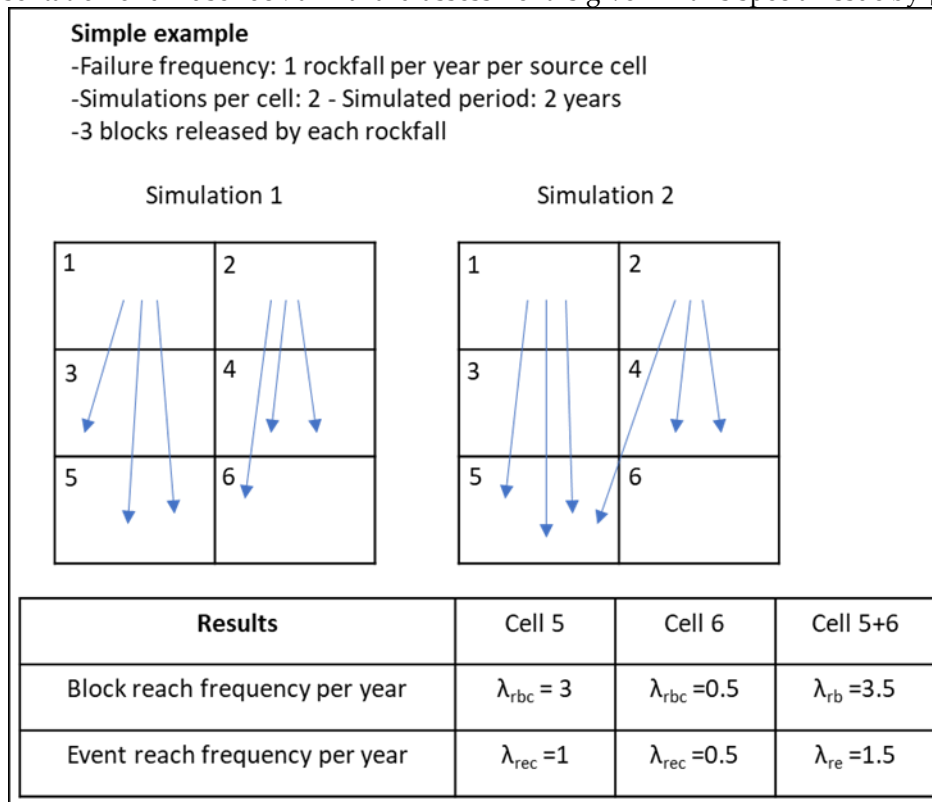 Simple example
-Failure frequency: 1 rockfall per year per source cell
-Simulations per cell: 2 - Simulated period: 2 years
-3 blocks released by each rockfall
Simulation 1
Simulation 2
1 2
3 4
5 6
1 2
3 4
5 6
Results Cell 5 Cell 6 Cell 5+6
Block reach frequency per year λrbc = 3 λrbc =0.5 λrb =3.5
Event reach frequency per year λrec =1 λrec =0.5 λre =1.5